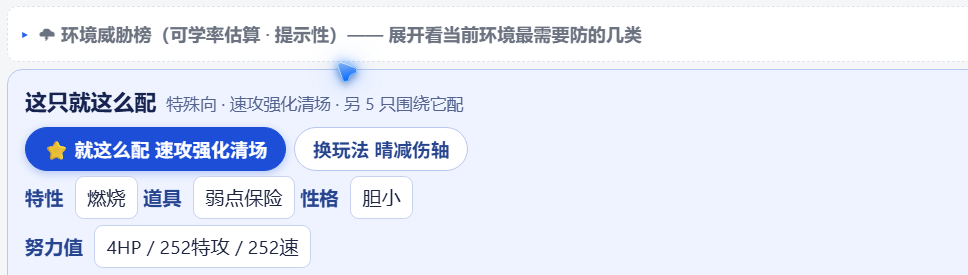 环境威胁榜（可学率估算 · 提示性）—— 展开看当前环境最需要防的几类
这只就这么配 特殊向 · 速攻强化清场 · 另 5 只围绕它配
就这么配 速攻强化清场 换玩法 晴减伤轴
特性 燃烧 道具 弱点保险 性格 胆小
努力值 4HP / 252特攻 / 252速